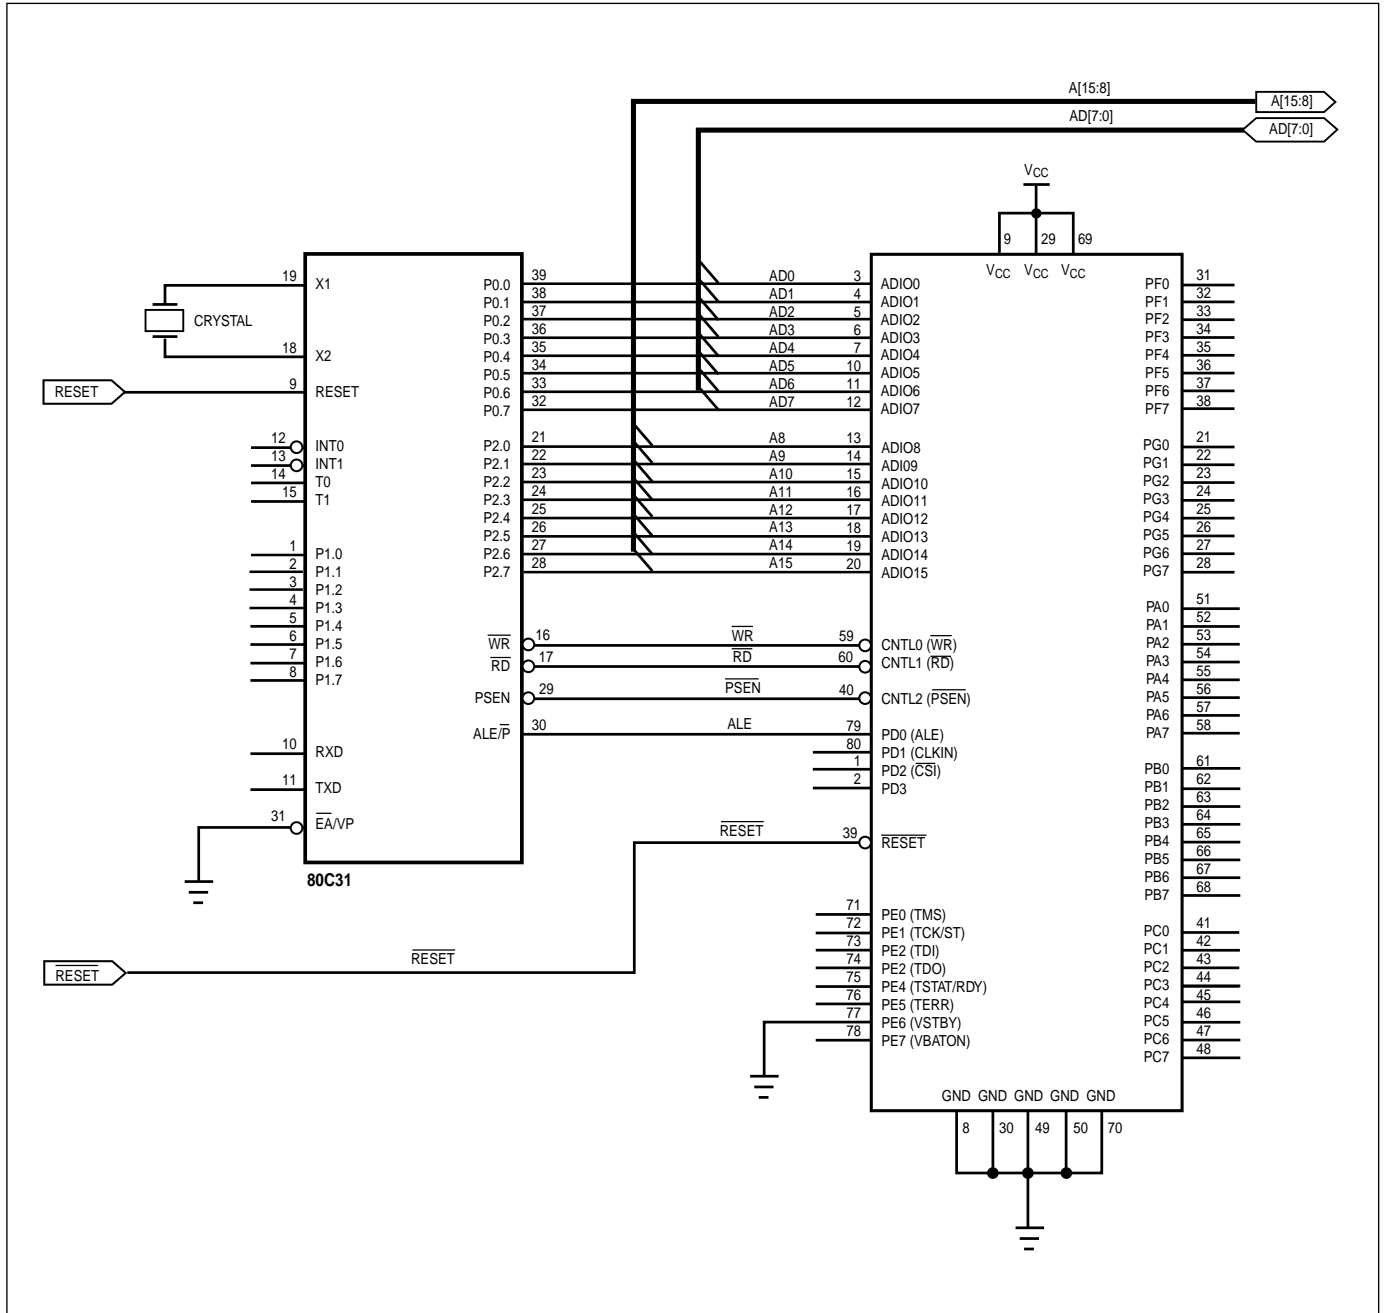 A[15:8]
A[15:8]
AD[7:0]
AD[7:0]
VCC
9 29 69
VCC VCC VCC
19 X1
CRYSTAL
18 X2
RESET
9 RESET
12 INT0
13 INT1
14 T0
15 T1
1 P1.0
2 P1.1
3 P1.2
4 P1.3
5 P1.4
6 P1.5
7 P1.6
8 P1.7
10 RXD
11 TXD
31 E̅A̅/VP
80C31
P0.0 39 AD0 3 ADIO0
P0.1 38 AD1 4 ADIO1
P0.2 37 AD2 5 ADIO2
P0.3 36 AD3 6 ADIO3
P0.4 35 AD4 7 ADIO4
P0.5 34 AD5 10 ADIO5
P0.6 33 AD6 11 ADIO6
P0.7 32 AD7 12 ADIO7
P2.0 21 A8 13 ADIO8
P2.1 22 A9 14 ADI09
P2.2 23 A10 15 ADIO10
P2.3 24 A11 16 ADIO11
P2.4 25 A12 17 ADIO12
P2.5 26 A13 18 ADIO13
P2.6 27 A14 19 ADIO14
P2.7 28 A15 20 ADIO15
W̅R̅ 16 W̅R̅ 59 CNTL0 (W̅R̅)
R̅D̅ 17 R̅D̅ 60 CNTL1 (R̅D̅)
PSEN 29 P̅S̅E̅N̅ 40 CNTL2 (P̅S̅E̅N̅)
ALE/P̅ 30 ALE 79 PD0 (ALE)
80 PD1 (CLKIN)
1 PD2 (C̅S̅I̅)
2 PD3
R̅E̅S̅E̅T̅ 39 R̅E̅S̅E̅T̅
R̅E̅S̅E̅T̅
R̅E̅S̅E̅T̅
71 PE0 (TMS)
72 PE1 (TCK/ST)
73 PE2 (TDI)
74 PE2 (TDO)
75 PE4 (TSTAT/RDY)
76 PE5 (TERR)
77 PE6 (VSTBY)
78 PE7 (VBATON)
PF0 31
PF1 32
PF2 33
PF3 34
PF4 35
PF5 36
PF6 37
PF7 38
PG0 21
PG1 22
PG2 23
PG3 24
PG4 25
PG5 26
PG6 27
PG7 28
PA0 51
PA1 52
PA2 53
PA3 54
PA4 55
PA5 56
PA6 57
PA7 58
PB0 61
PB1 62
PB2 63
PB3 64
PB4 65
PB5 66
PB6 67
PB7 68
PC0 41
PC1 42
PC2 43
PC3 44
PC4 45
PC5 46
PC6 47
PC7 48
GND GND GND GND GND
8 30 49 50 70